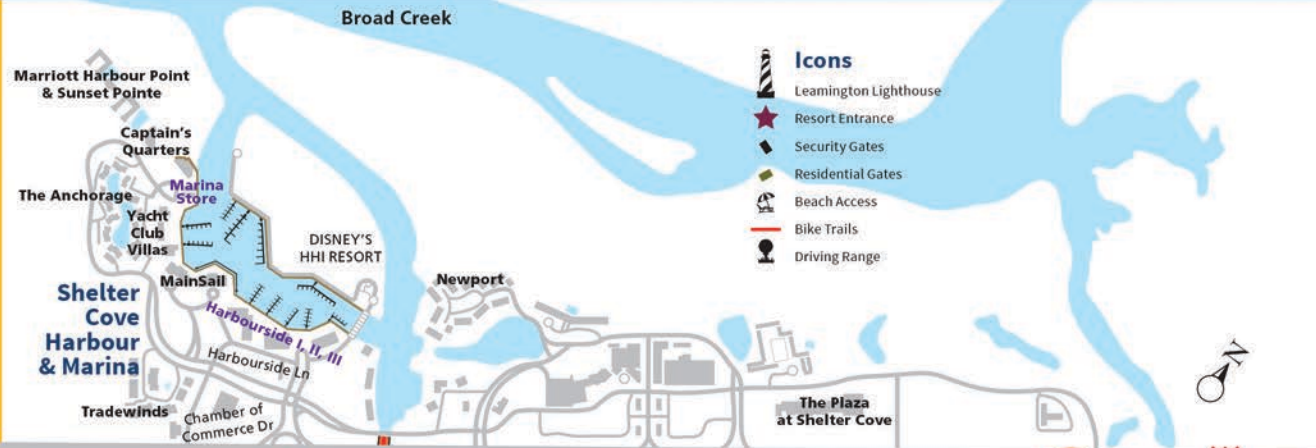 Broad Creek
Marriott Harbour Point
& Sunset Pointe
Captain's
Quarters
The Anchorage
Marina
Store
Yacht
Club
Villas
DISNEY'S
HHI RESORT
MainSail
Newport
Shelter
Cove
Harbour
& Marina
Harbourside I, II, III
Harbourside Ln
Tradewinds
Chamber of
Commerce Dr
The Plaza
at Shelter Cove
Icons
Leamington Lighthouse
Resort Entrance
Security Gates
Residential Gates
Beach Access
Bike Trails
Driving Range
N